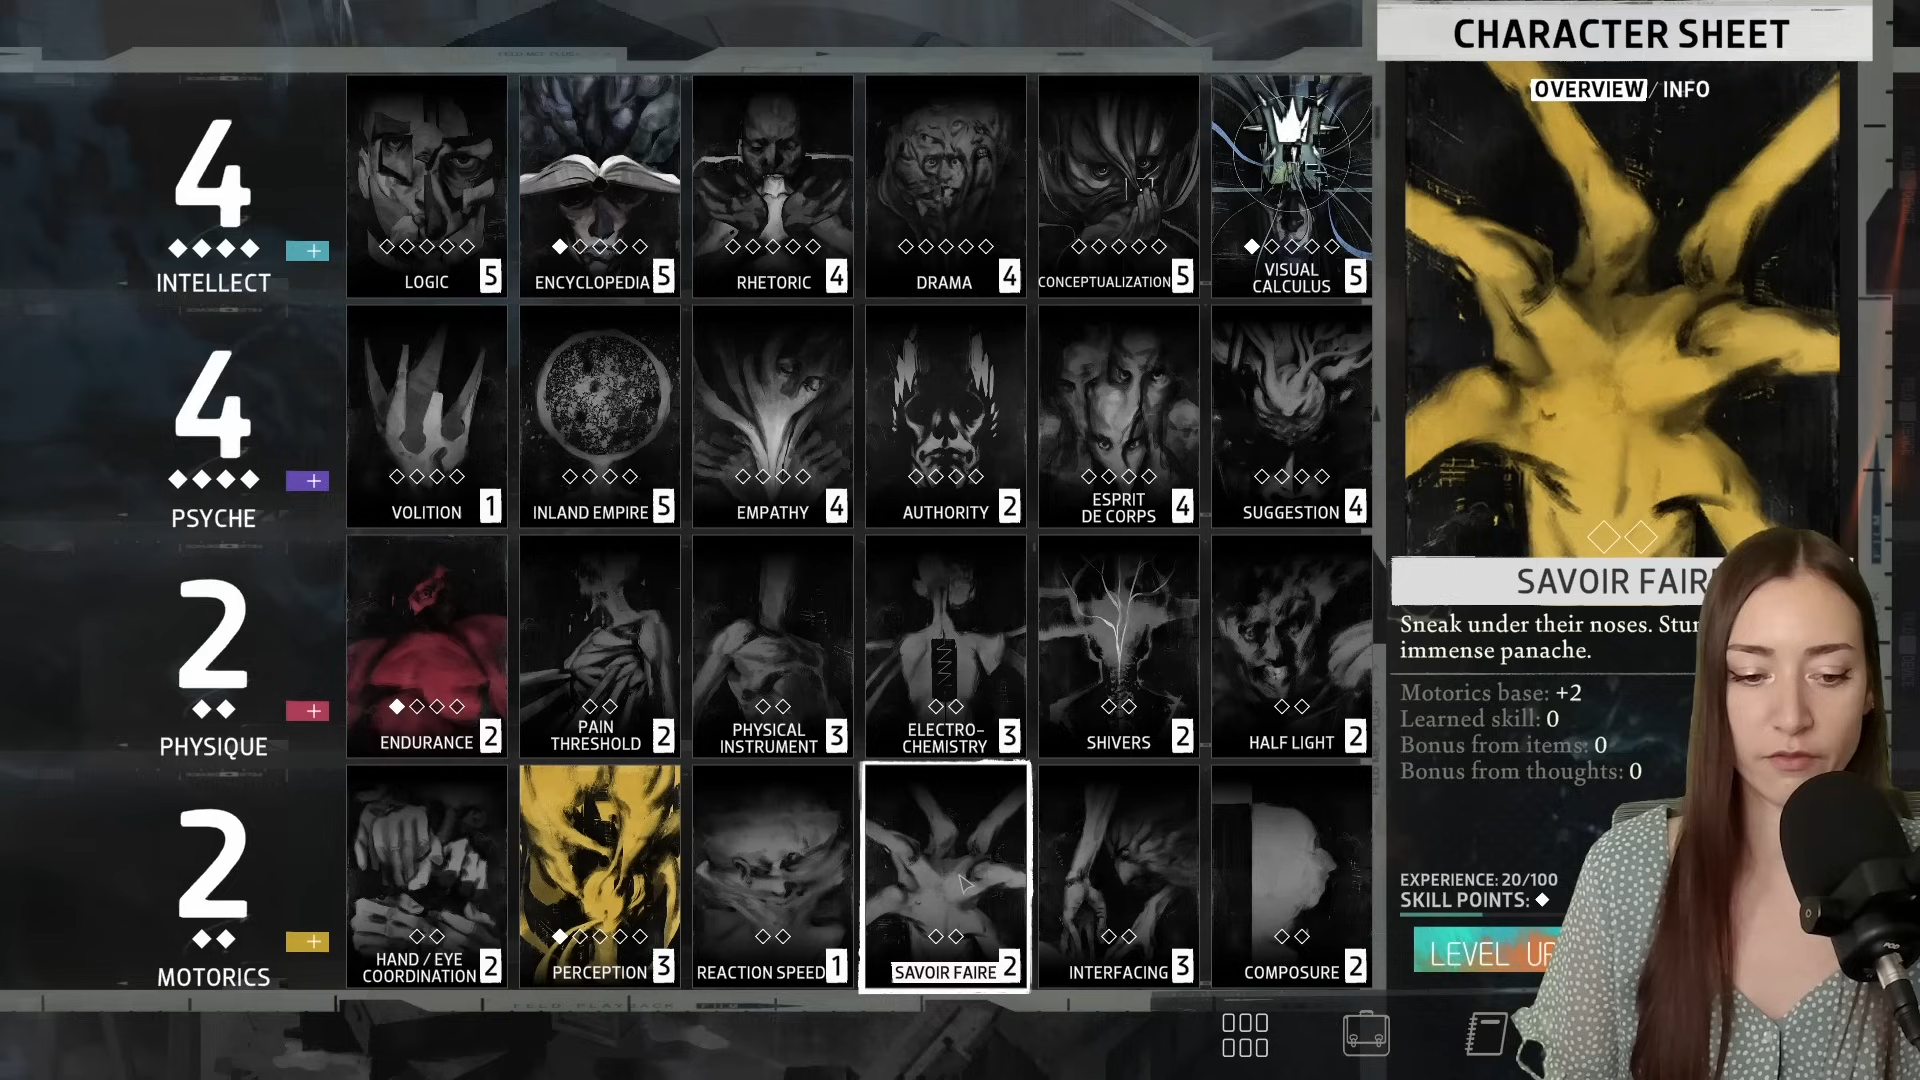 CHARACTER SHEET
OVERVIEW / INFO
4
INTELLECT
LOGIC 5
ENCYCLOPEDIA 5
RHETORIC 4
DRAMA 4
CONCEPTUALIZATION 5
VISUAL
CALCULUS 5
4
PSYCHE
VOLITION 1
INLAND EMPIRE 5
EMPATHY 4
AUTHORITY 2
ESPRIT
DE CORPS 4
SUGGESTION 4
2
PHYSIQUE
ENDURANCE 2
PAIN
THRESHOLD 2
PHYSICAL
INSTRUMENT 3
ELECTRO-
CHEMISTRY 3
SHIVERS 2
HALF LIGHT 2
2
MOTORICS
HAND / EYE
COORDINATION 2
PERCEPTION 3
REACTION SPEED 1
SAVOIR FAIRE 2
INTERFACING 3
COMPOSURE 2
SAVOIR FAIR
Sneak under their noses.
immense panache.
Motorics base: +2
Learned skill: 0
Bonus from items: 0
Bonus from thoughts: 0
EXPERIENCE: 20/100
SKILL POINTS:
LEVEL UP